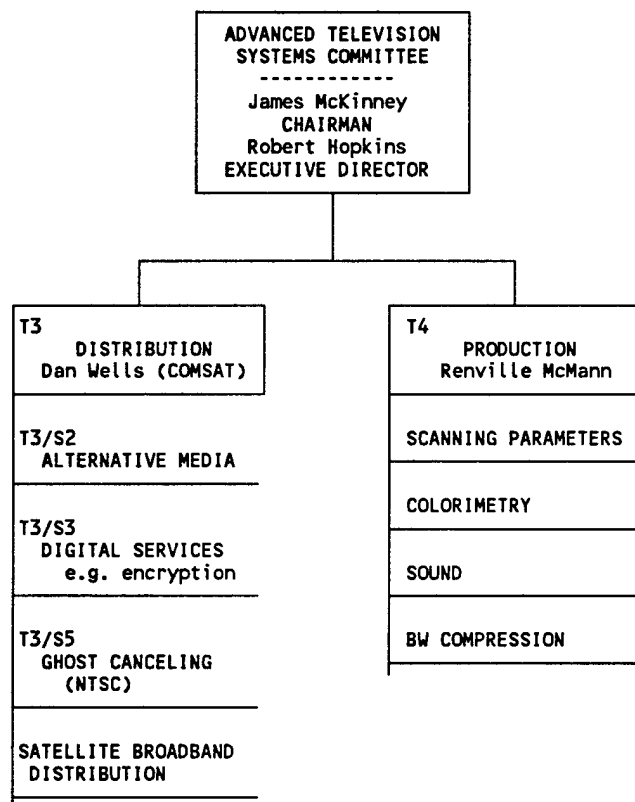 ADVANCED TELEVISION
SYSTEMS COMMITTEE
------------
James McKinney
CHAIRMAN
Robert Hopkins
EXECUTIVE DIRECTOR
T3
DISTRIBUTION
Dan Wells (COMSAT)
T3/S2
ALTERNATIVE MEDIA
T3/S3
DIGITAL SERVICES
e.g. encryption
T3/S5
GHOST CANCELING
(NTSC)
SATELLITE BROADBAND
DISTRIBUTION
T4
PRODUCTION
Renville McMann
SCANNING PARAMETERS
COLORIMETRY
SOUND
BW COMPRESSION